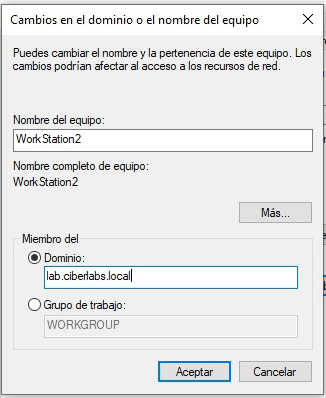 Cambios en el dominio o el nombre del equipo
Puedes cambiar el nombre y la pertenencia de este equipo. Los
cambios podrían afectar al acceso a los recursos de red.
Nombre del equipo:
WorkStation2
Nombre completo de equipo:
WorkStation2
Más...
Miembro del
Dominio:
lab.ciberlabs.local
Grupo de trabajo:
WORKGROUP
Aceptar
Cancelar